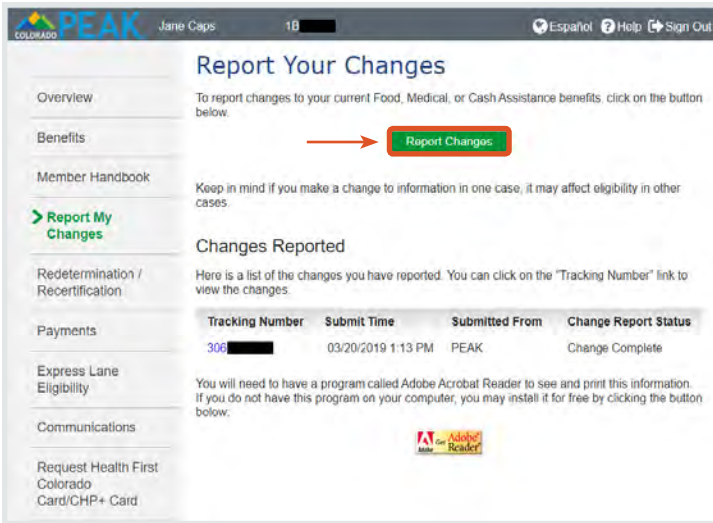 COLORADO PEAK Jane Caps 1B Español Help Sign Out
Report Your Changes
To report changes to your current Food, Medical, or Cash Assistance benefits, click on the button
below.
Report Changes
Keep in mind if you make a change to information in one case, it may affect eligibility in other
cases.
Changes Reported
Here is a list of the changes you have reported. You can click on the "Tracking Number" link to
view the changes.
Tracking Number Submit Time Submitted From Change Report Status
306 03/20/2019 1:13 PM PEAK Change Complete
You will need to have a program called Adobe Acrobat Reader to see and print this information.
If you do not have this program on your computer, you may install it for free by clicking the button
below.
Adobe Get Adobe Reader
Overview
Benefits
Member Handbook
Report My
Changes
Redetermination /
Recertification
Payments
Express Lane
Eligibility
Communications
Request Health First
Colorado
Card/CHP+ Card